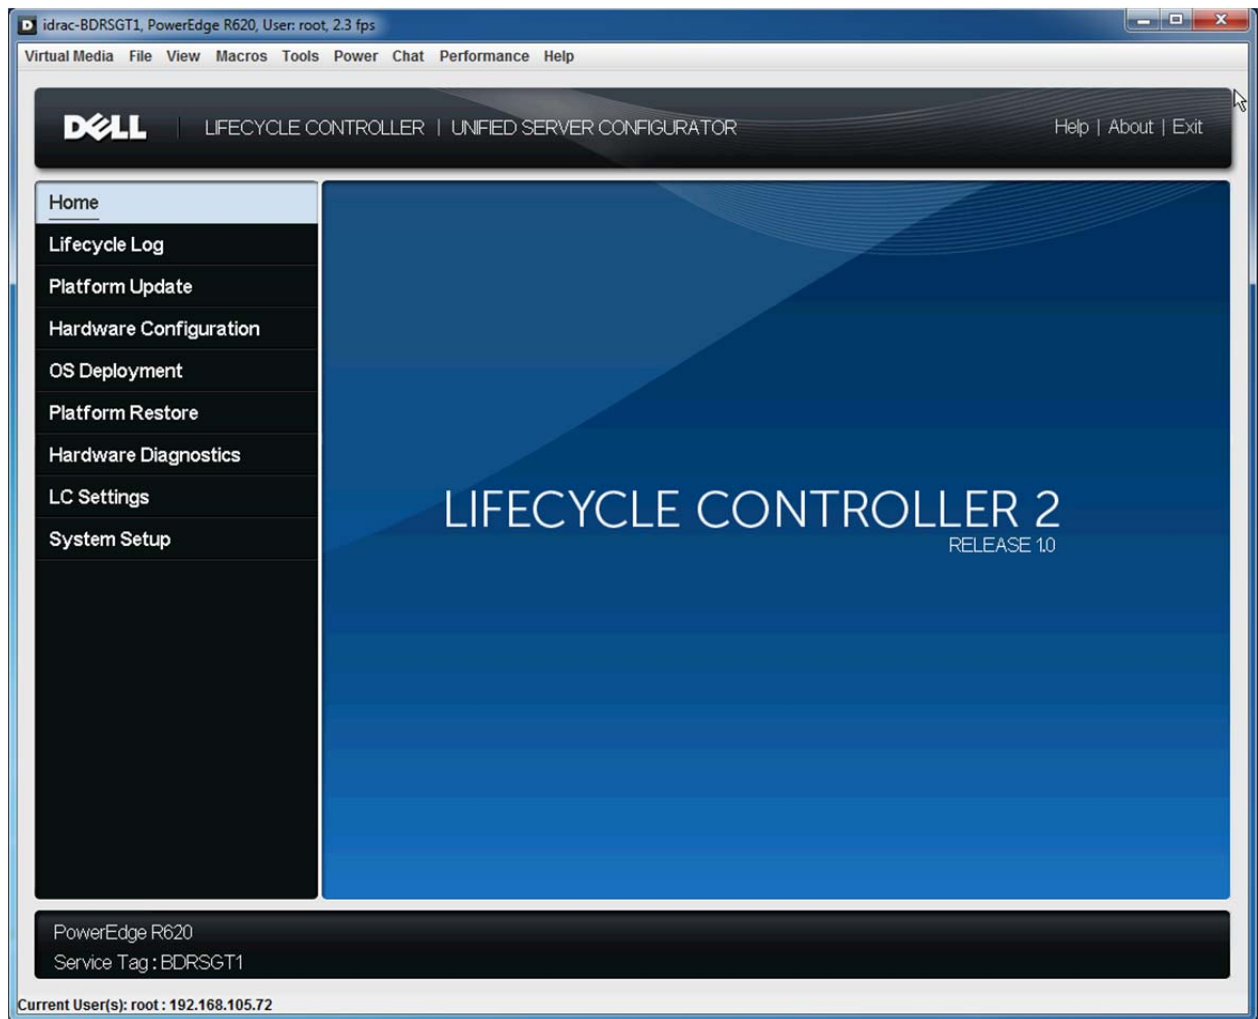 idrac-BDRSGT1, PowerEdge R620, User: root, 2.3 fps
Virtual Media File View Macros Tools Power Chat Performance Help
DELL LIFECYCLE CONTROLLER | UNIFIED SERVER CONFIGURATOR Help | About | Exit
Home
Lifecycle Log
Platform Update
Hardware Configuration
OS Deployment
Platform Restore
Hardware Diagnostics
LC Settings
System Setup
LIFECYCLE CONTROLLER 2
RELEASE 1.0
PowerEdge R620
Service Tag : BDRSGT1
Current User(s): root : 192.168.105.72